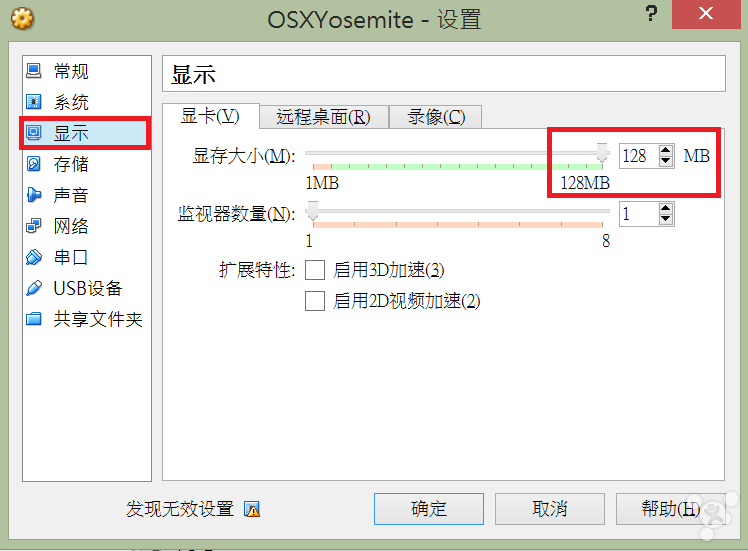 OSXYosemite - 设置
?
常规
系统
显示
存储
声音
网络
串口
USB设备
共享文件夹
显示
显卡(V) 远程桌面(R) 录像(C)
显存大小(M): 128 MB
1MB 128MB
监视器数量(N): 1
1 8
扩展特性: 启用3D加速(3)
启用2D视频加速(2)
发现无效设置 确定 取消 帮助(H)